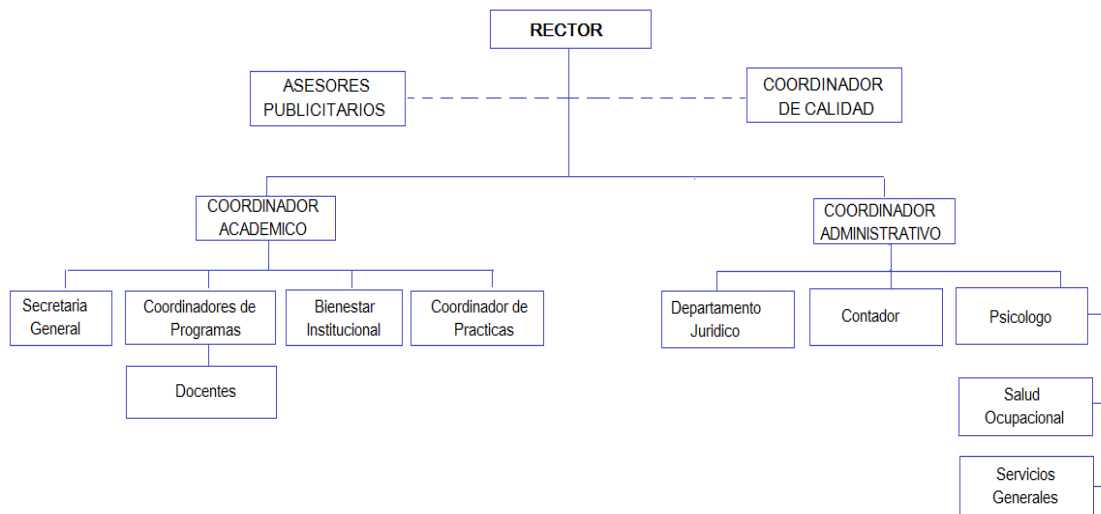 RECTOR
ASESORES
PUBLICITARIOS
COORDINADOR
DE CALIDAD
COORDINADOR
ACADEMICO
COORDINADOR
ADMINISTRATIVO
Secretaria
General
Coordinadores de
Programas
Bienestar
Institucional
Coordinador de
Practicas
Departamento
Juridico
Contador
Psicologo
Docentes
Salud
Ocupacional
Servicios
Generales